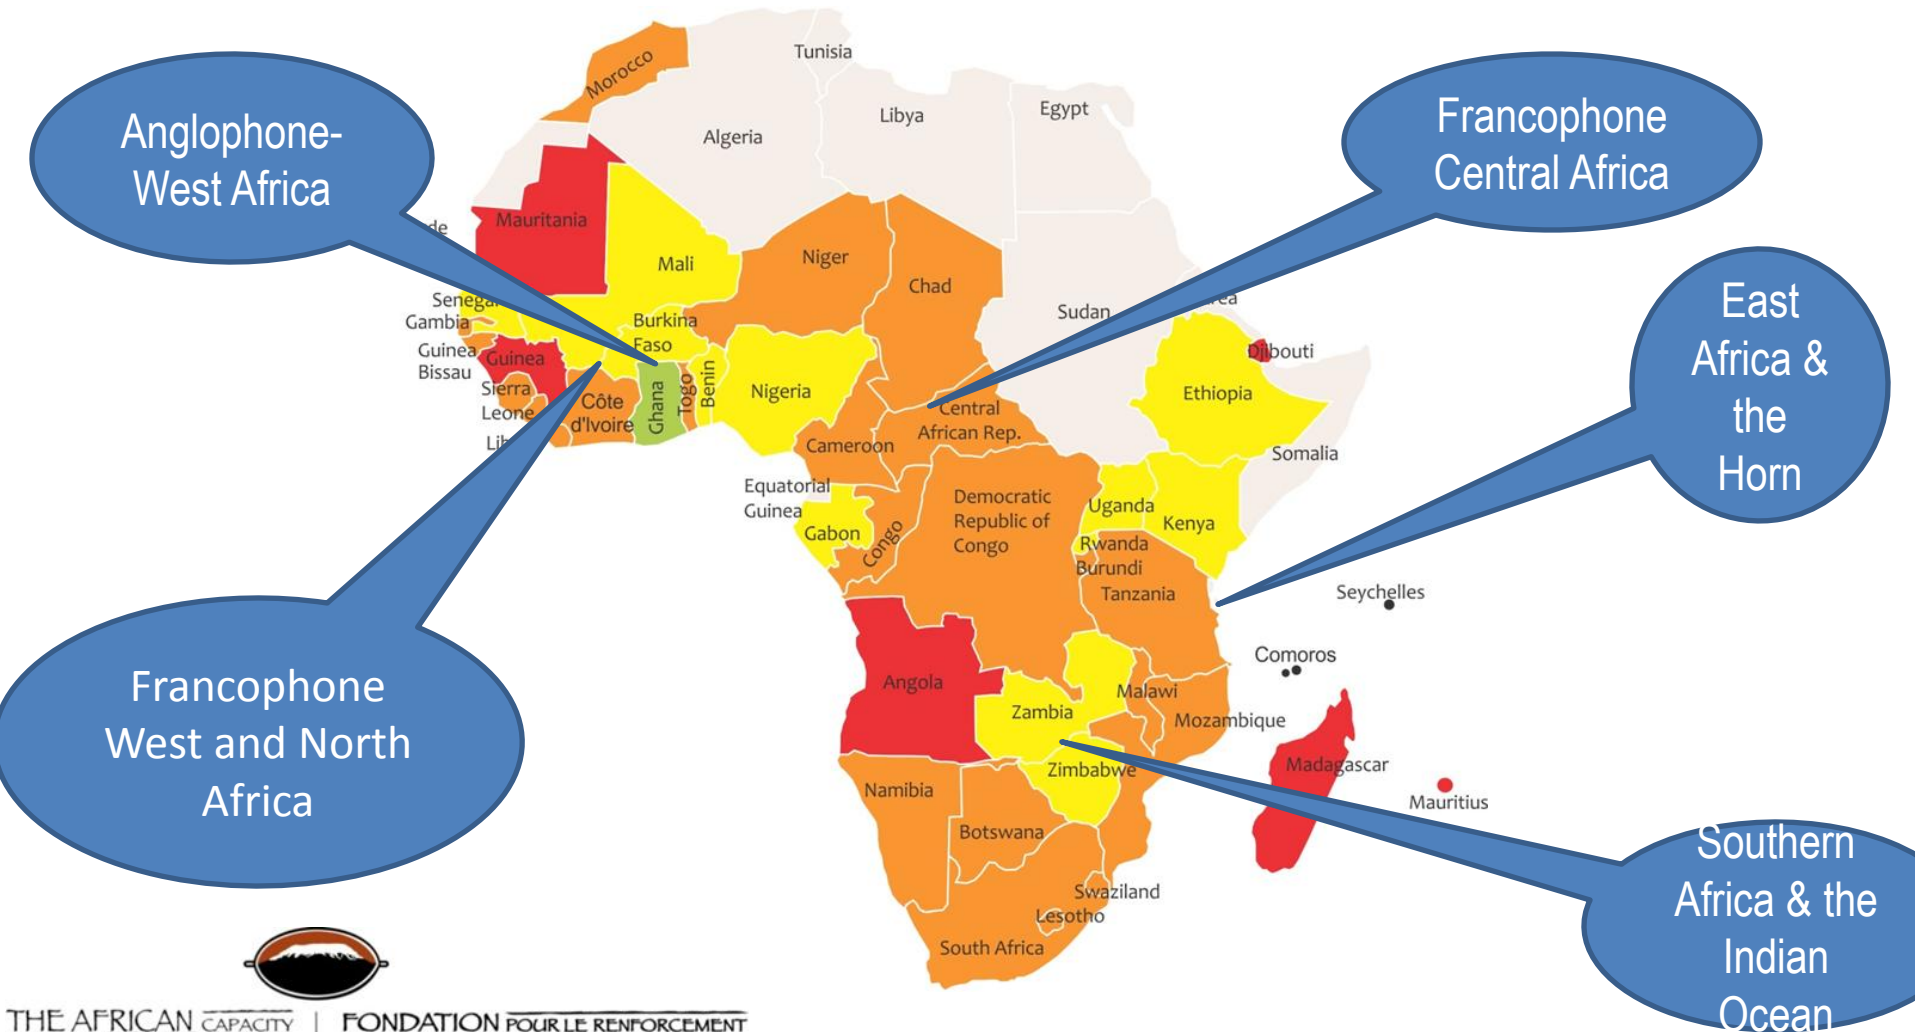 Tunisia
Morocco
Algeria
Libya
Egypt
Anglophone-
West Africa
Francophone
Central Africa
Mauritania
de
Mali
Niger
Chad
Sudan
Senegal
Gambia
Burkina
Faso
Guinea
Bissau
Guinea
Sierra
Leone
Côte
d'Ivoire
Ghana
Togo
Benin
Nigeria
Central
African Rep.
Cameroon
Djibouti
Ethiopia
Somalia
East
Africa &
the
Horn
Equatorial
Guinea
Gabon
Congo
Democratic
Republic of
Congo
Uganda
Kenya
Rwanda
Burundi
Tanzania
Seychelles
Comoros
Francophone
West and North
Africa
Angola
Zambia
Malawi
Mozambique
Zimbabwe
Madagascar
Mauritius
Namibia
Botswana
Swaziland
Lesotho
South Africa
Southern
Africa & the
Indian
Ocean
THE AFRICAN CAPACITY | FONDATION POUR LE RENFORCEMENT